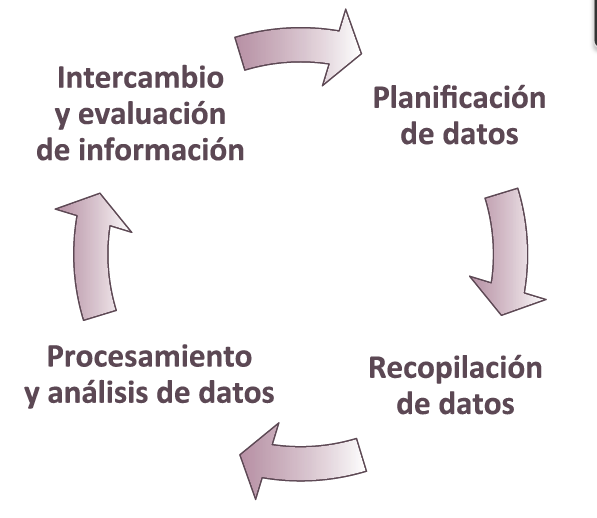 Intercambio
y evaluación
de información
Planificación
de datos
Recopilación
de datos
Procesamiento
y análisis de datos